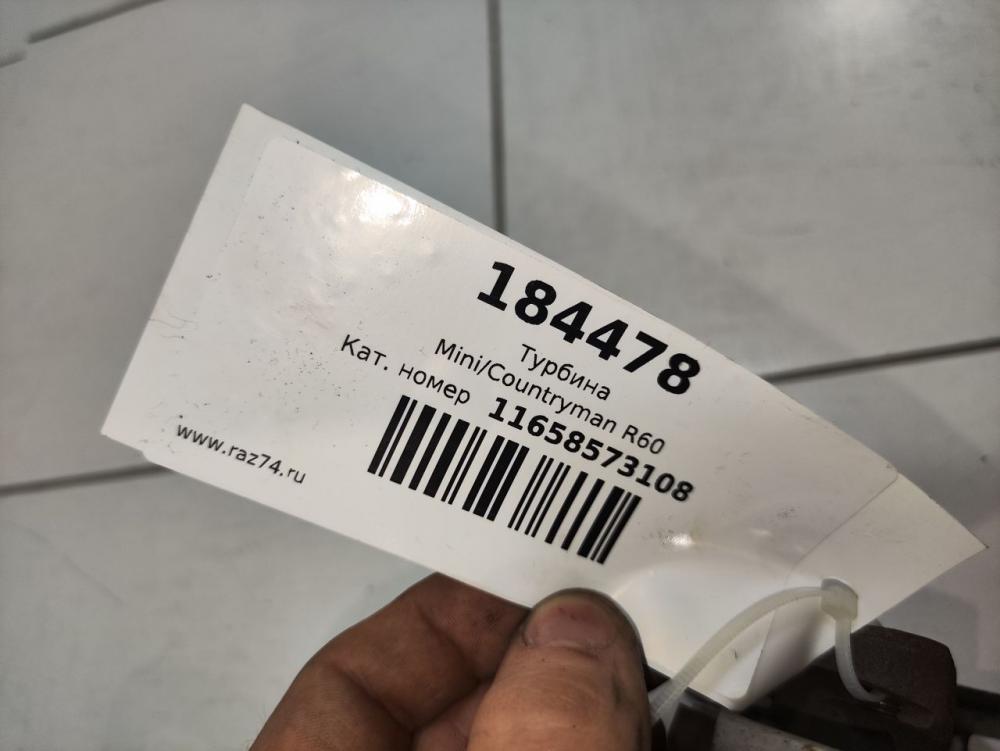 184478
Турбина
Mini/Countryman R60
Кат. номер 11658573108
www.raz74.ru